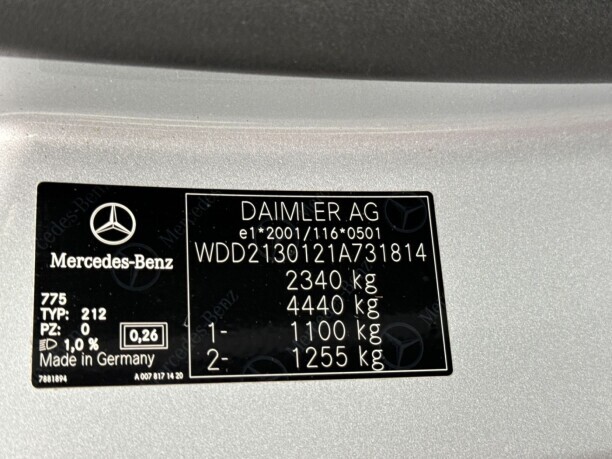 Mercedes-Benz
775
TYP: 212
PZ: 0
1,0 %
0,26
Made in Germany
7881894
A 007 817 14 20
DAIMLER AG
e1*2001/116*0501
WDD2130121A731814
2340 kg
4440 kg
1- 1100 kg
2- 1255 kg